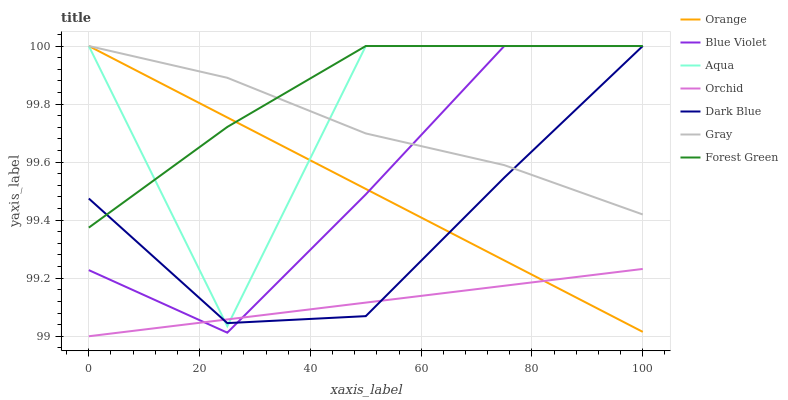 title
Orange
Blue Violet
Aqua
Orchid
Dark Blue
Gray
Forest Green
yaxis_label
100
99.8
99.6
99.4
99.2
99
0
20
40
60
80
100
xaxis_label